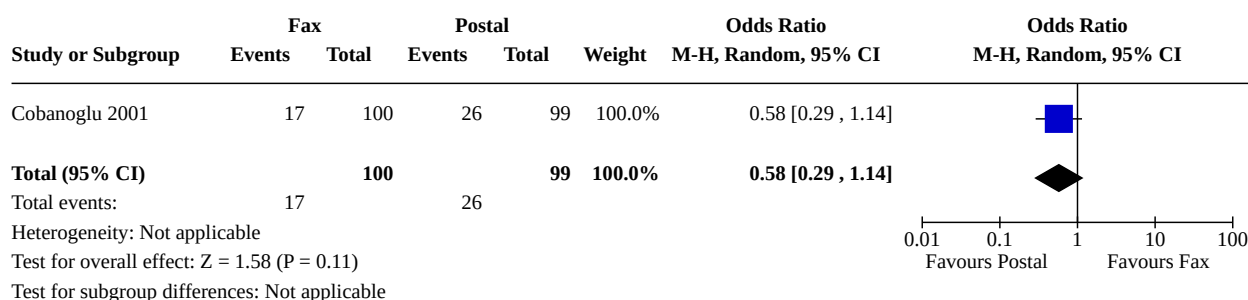 Fax Postal Odds Ratio Odds Ratio
Study or Subgroup Events Total Events Total Weight M-H, Random, 95% CI M-H, Random, 95% CI
Cobanoglu 2001 17 100 26 99 100.0% 0.58 [0.29 , 1.14]
Total (95% CI) 100 99 100.0% 0.58 [0.29 , 1.14]
Total events: 17 26
Heterogeneity: Not applicable
0.01 0.1 1 10 100
Test for overall effect: Z = 1.58 (P = 0.11)
Favours Postal Favours Fax
Test for subgroup differences: Not applicable